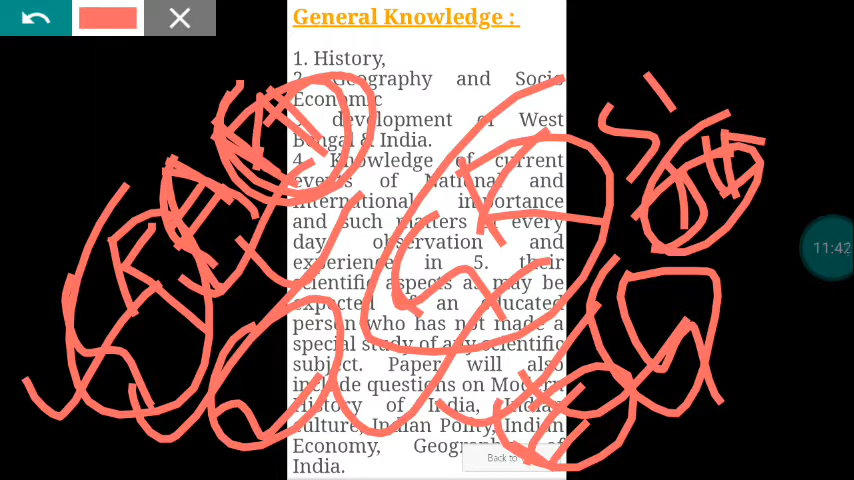 General Knowledge :
1. History,
2. Geography and Socio
Economic
3. development of West
Bengal & India.
4. Knowledge of current
events of National and
international importance
and such matters of every
day observation and
experience in 5. their
scientific aspects as may be
expected of an educated
person who has not made a
special study of any scientific
subject. Paper will also
include questions on Modern
History of India, Indian
culture, Indian Polity, Indian
Economy, Geography of
India.
Back to
11:42